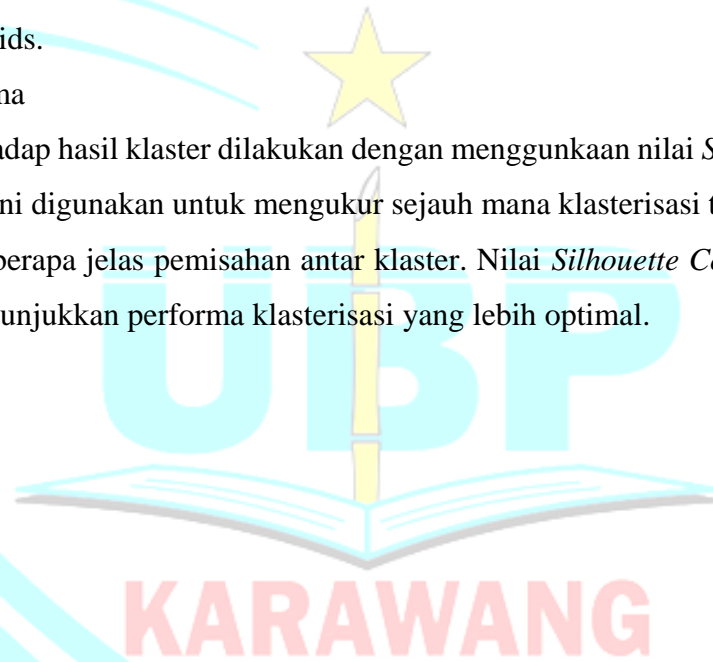 ids.
na
adap hasil klaster dilakukan dengan menggunkaan nilai S
ni digunakan untuk mengukur sejauh mana klasterisasi t
berapa jelas pemisahan antar klaster. Nilai Silhouette Co
unjukkan performa klasterisasi yang lebih optimal.
UBP
KARAWANG